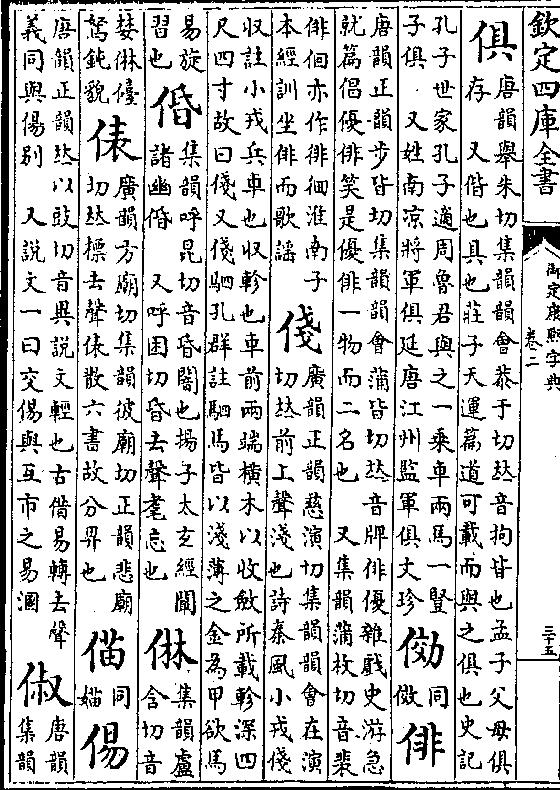 欽定四庫全書
御定康熙字典
卷二
三十五
俱
唐韻舉朱切集韻韻會恭于切𠀤音拘皆也孟子父母俱
存 又偕也具也莊子天運篇道可載而與之俱也史記
孔子世家孔子適周魯君與之一乘車兩馬一豎
子俱 又姓南凉將軍俱延唐江州監軍俱文珍
俲
同
傚
俳
唐韻正韻步皆切集韻韻會蒲皆切𠀤音牌俳優雜戲史游急
就篇倡優俳笑是優俳一物而二名也 又集韻蒲枚切音裴
俳佪亦作徘徊淮南子
本經訓坐俳而歌謡
俴
廣韻正韻慈演切集韻韻會在演
切𠀤前上聲淺也詩秦風小戎俴
收註小戎兵車也收軫也車前兩端橫木以收斂所載軫深四
尺四寸故曰俴又俴駟孔群註駟馬皆以淺薄之金為甲欲馬
易旋
習也
集韻呼昆切音昏闇也揚子太玄經闚
諸幽 又呼困切昏去聲耄忘也
㑣
集韻盧
含切音
婪㑣儓
駑鈍貌
俵
廣韻方廟切集韻彼廟切正韻悲廟
切𠀤標去聲俵散六書故分畀也
㑤
同
媌
㑥
唐韻正韻𠀤以豉切音異說文輕也古借易轉去聲
義同與傷別 又說文一曰交㑥與互市之易溷
俶
唐韻
集韻